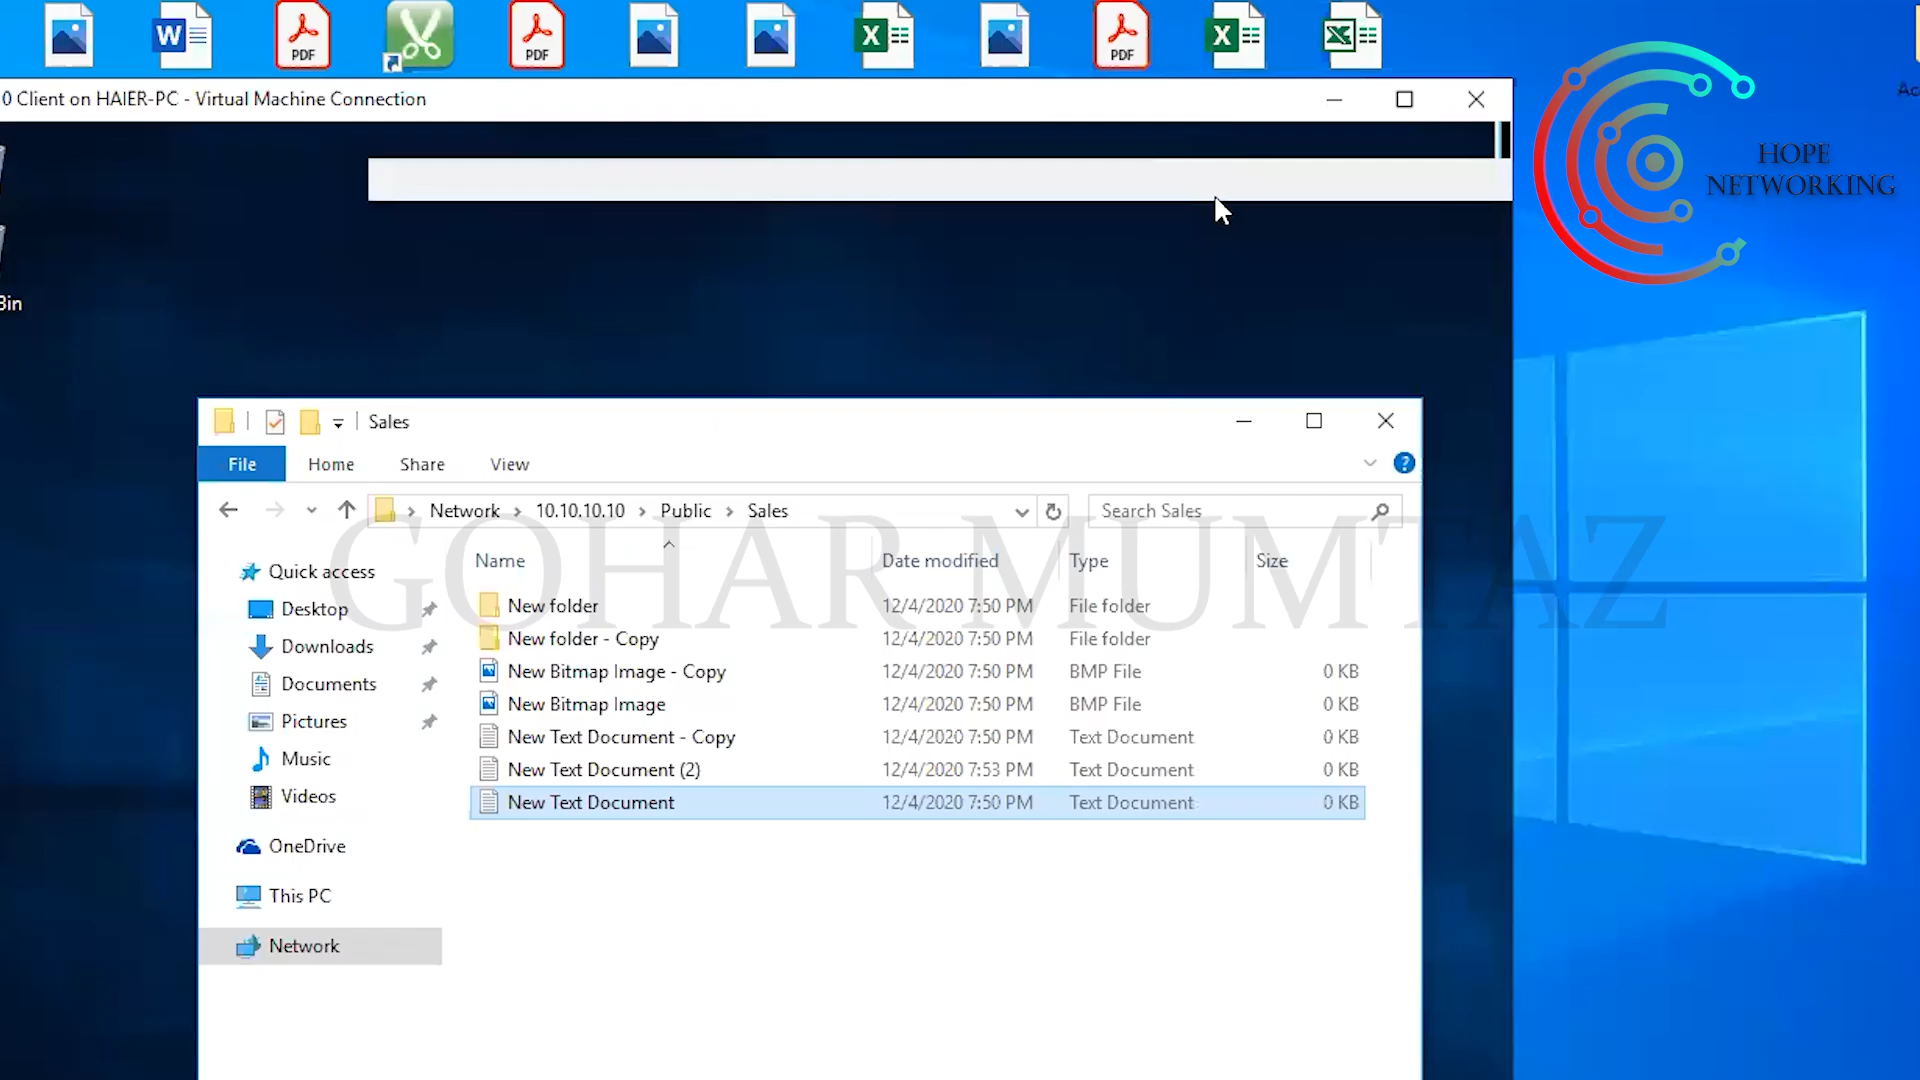 PDF
PDF
PDF
0 Client on HAIER-PC - Virtual Machine Connection
HOPE
NETWORKING
Bin
Sales
File Home Share View
Network > 10.10.10.10 > Public > Sales
Search Sales
GOHAR MUMTAZ
Name Date modified Type Size
Quick access
Desktop
Downloads
Documents
Pictures
Music
Videos
OneDrive
This PC
Network
New folder 12/4/2020 7:50 PM File folder
New folder - Copy 12/4/2020 7:50 PM File folder
New Bitmap Image - Copy 12/4/2020 7:50 PM BMP File 0 KB
New Bitmap Image 12/4/2020 7:50 PM BMP File 0 KB
New Text Document - Copy 12/4/2020 7:50 PM Text Document 0 KB
New Text Document (2) 12/4/2020 7:53 PM Text Document 0 KB
New Text Document 12/4/2020 7:50 PM Text Document 0 KB